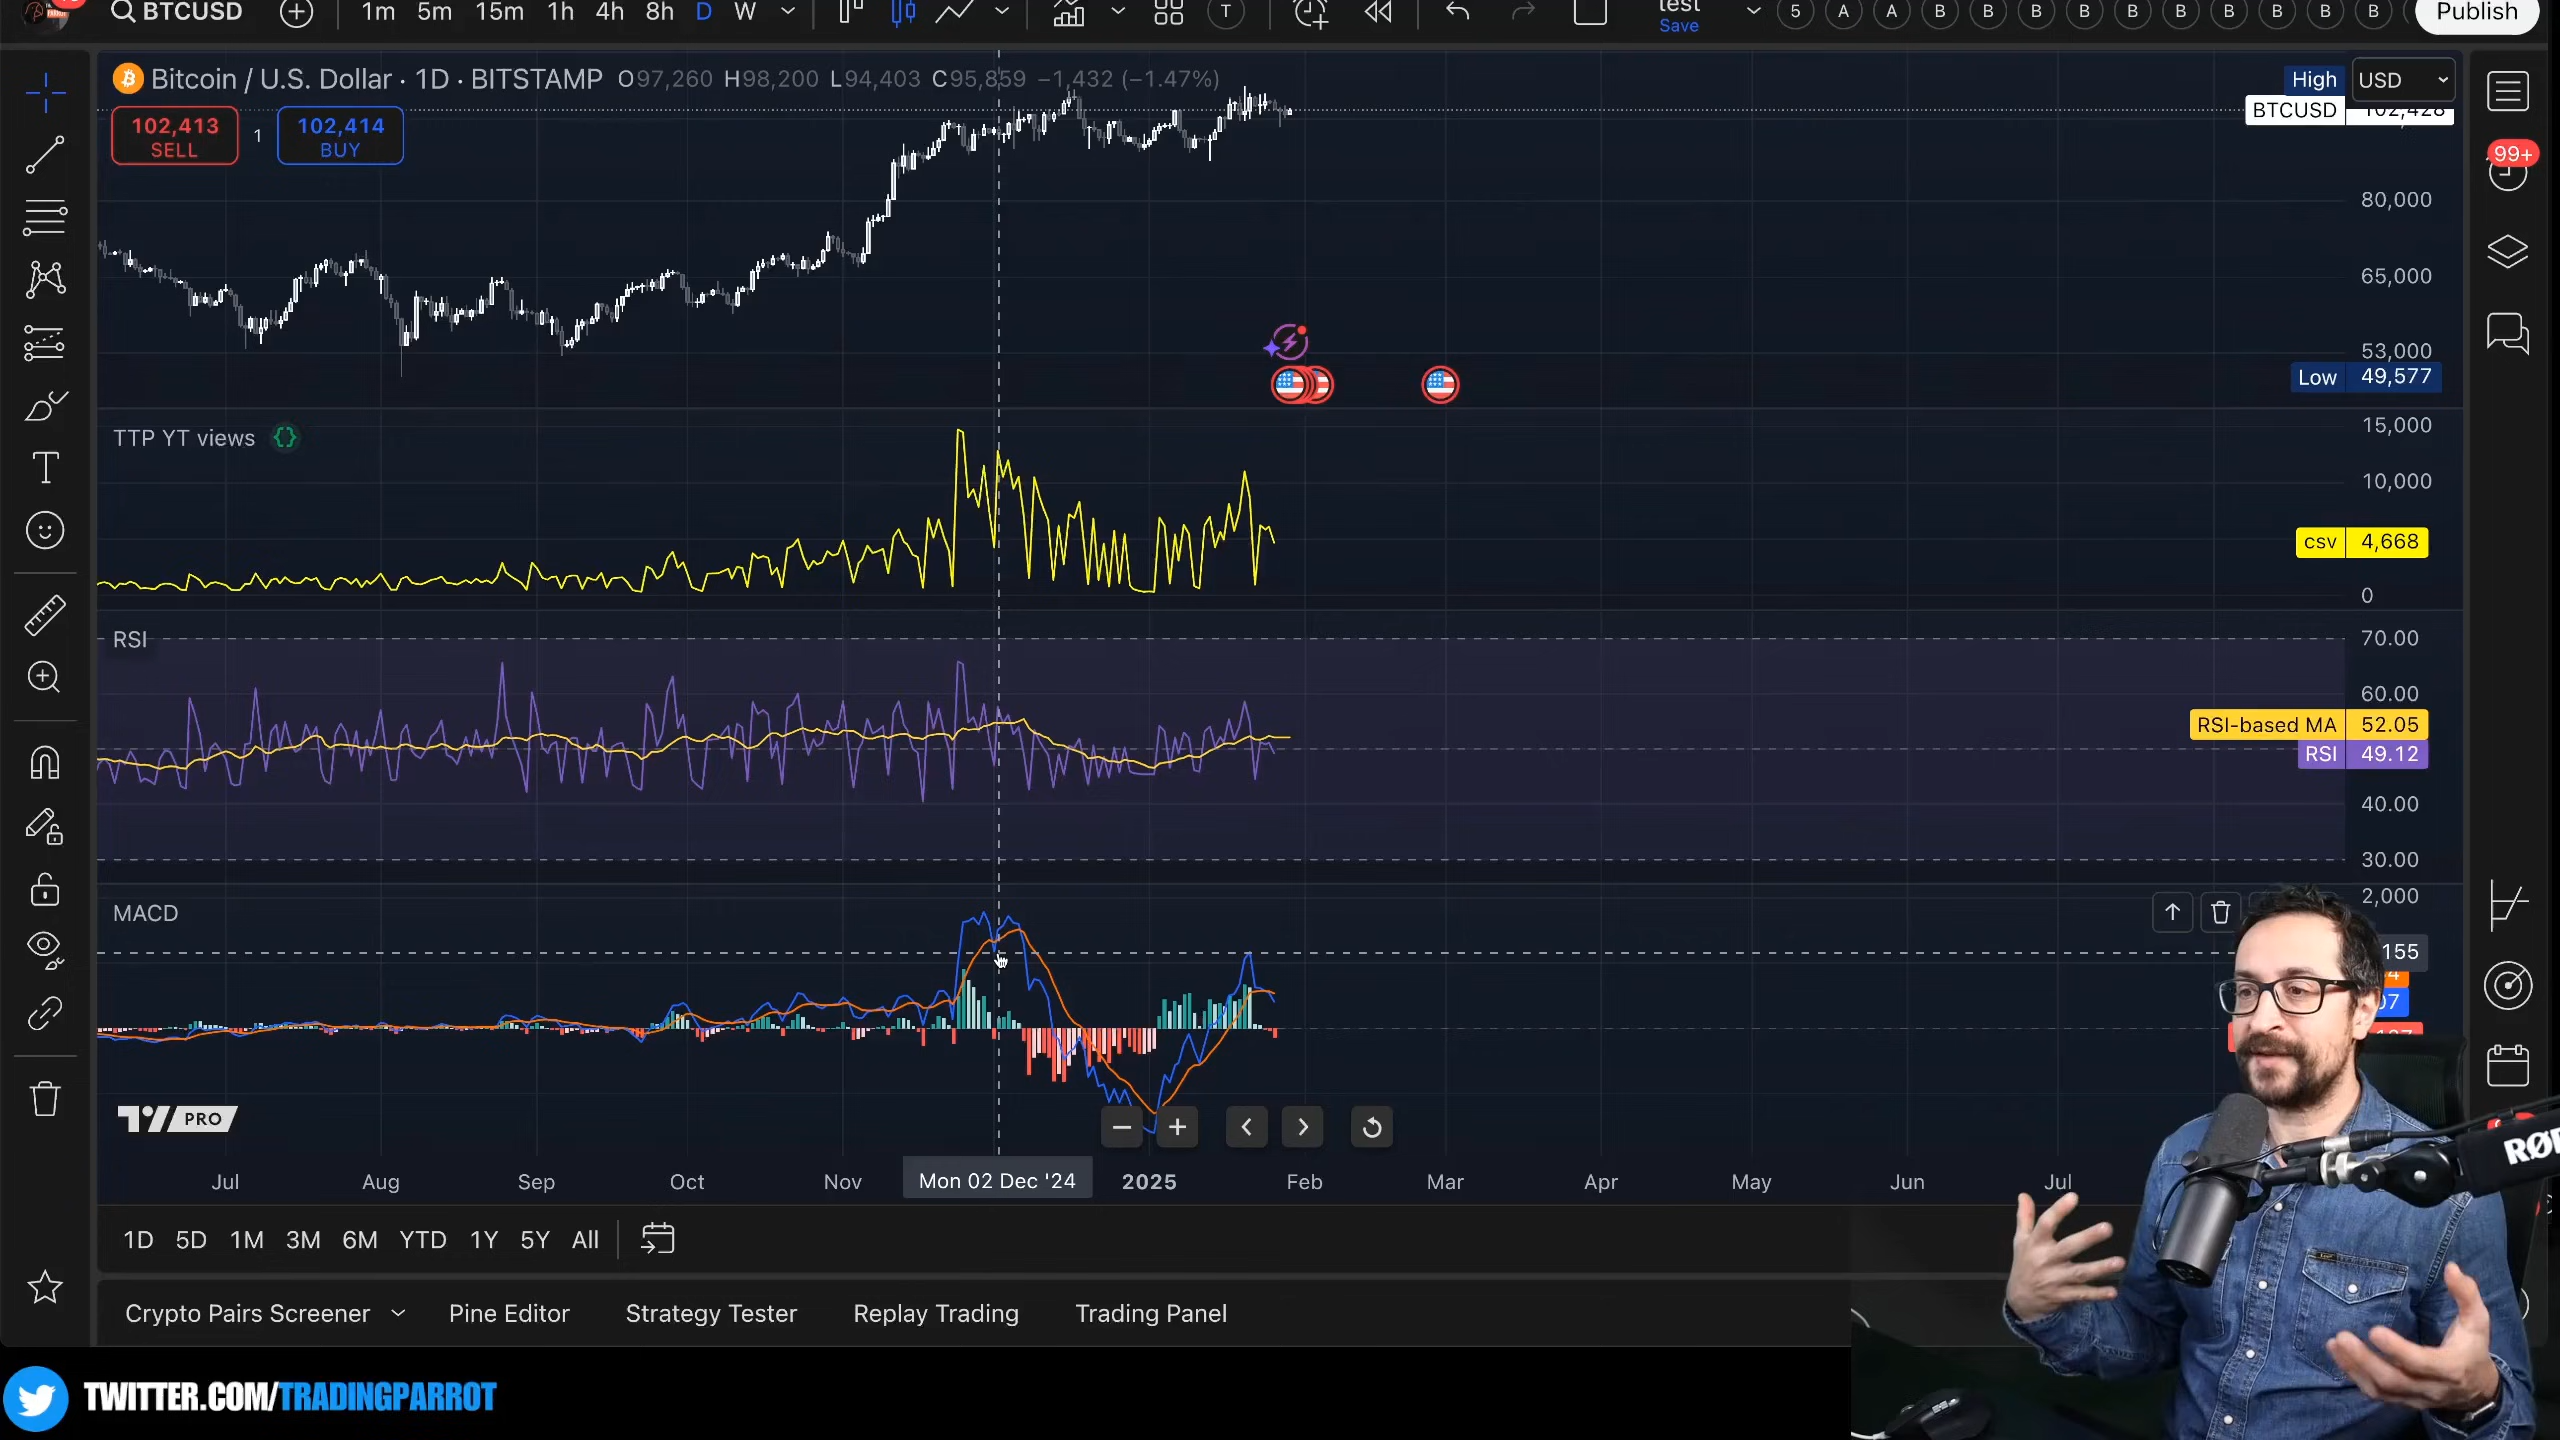 BTCUSD 1m 5m 15m 1h 4h 8h D W T test 5 A A B B B B B B B B B B Publish
Save
Bitcoin / U.S. Dollar · 1D · BITSTAMP O97,260 H98,200 L94,403 C95,859 −1,432 (−1.47%) High USD
BTCUSD 102,428
102,413 1 102,414
SELL BUY
99+
80,000
65,000
53,000
Low 49,577
TTP YT views {} 15,000
10,000
csv 4,668
0
RSI 70.00
60.00
RSI-based MA 52.05
RSI 49.12
40.00
30.00
MACD 2,000
155
PRO
RØD
Jul Aug Sep Oct Nov Mon 02 Dec '24 2025 Feb Mar Apr May Jun Jul
1D 5D 1M 3M 6M YTD 1Y 5Y All
Crypto Pairs Screener Pine Editor Strategy Tester Replay Trading Trading Panel
TWITTER.COM/TRADINGPARROT